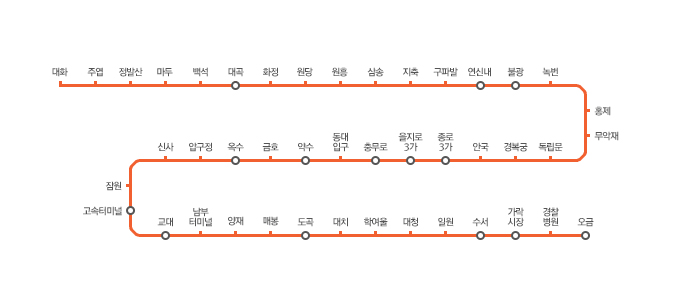 대화 주엽 정발산 마두 백석 대곡 화정 원당 원흥 삼송 지축 구파발 연신내 불광 녹번
홍제
무악재
신사 압구정 옥수 금호 약수 동대
입구 충무로 을지로
3가 종로
3가 안국 경복궁 독립문
잠원
고속터미널
교대 남부
터미널 양재 매봉 도곡 대치 학여울 대청 일원 수서 가락
시장 경찰
병원 오금